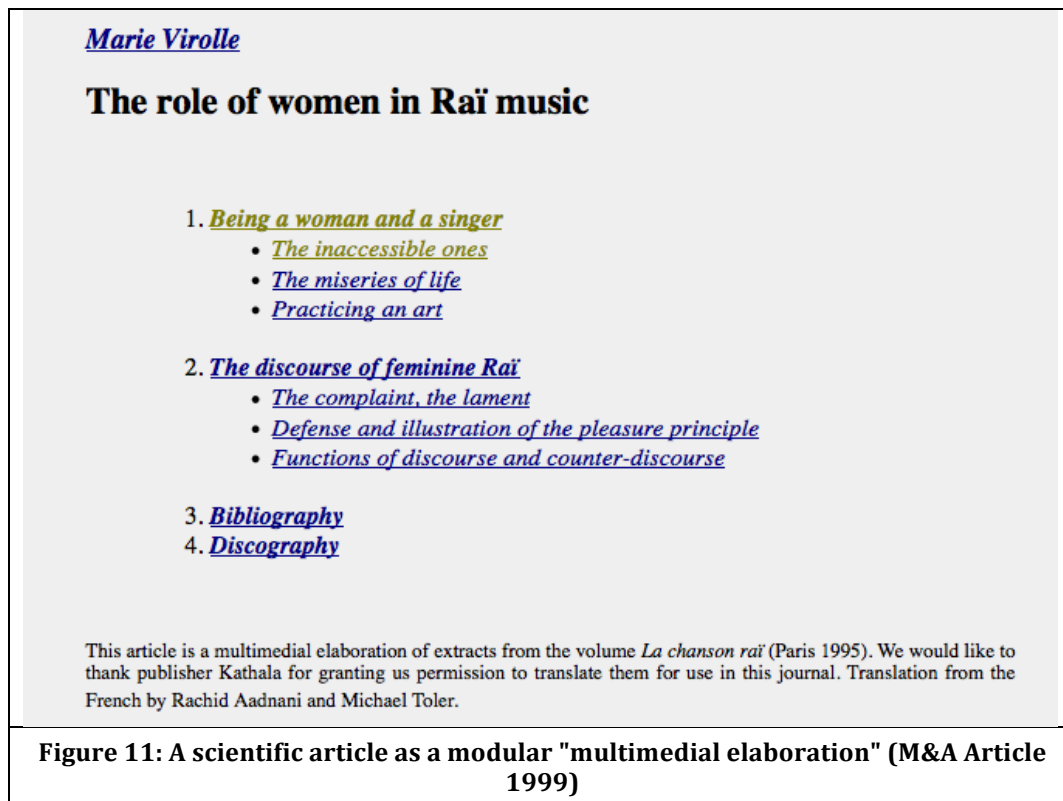 Marie Virolle
The role of women in Raï music
1. Being a woman and a singer
• The inaccessible ones
• The miseries of life
• Practicing an art
2. The discourse of feminine Raï
• The complaint, the lament
• Defense and illustration of the pleasure principle
• Functions of discourse and counter-discourse
3. Bibliography
4. Discography
This article is a multimedial elaboration of extracts from the volume La chanson raï (Paris 1995). We would like to
thank publisher Kathala for granting us permission to translate them for use in this journal. Translation from the
French by Rachid Aadnani and Michael Toler.
Figure 11: A scientific article as a modular "multimedial elaboration" (M&A Article
1999)